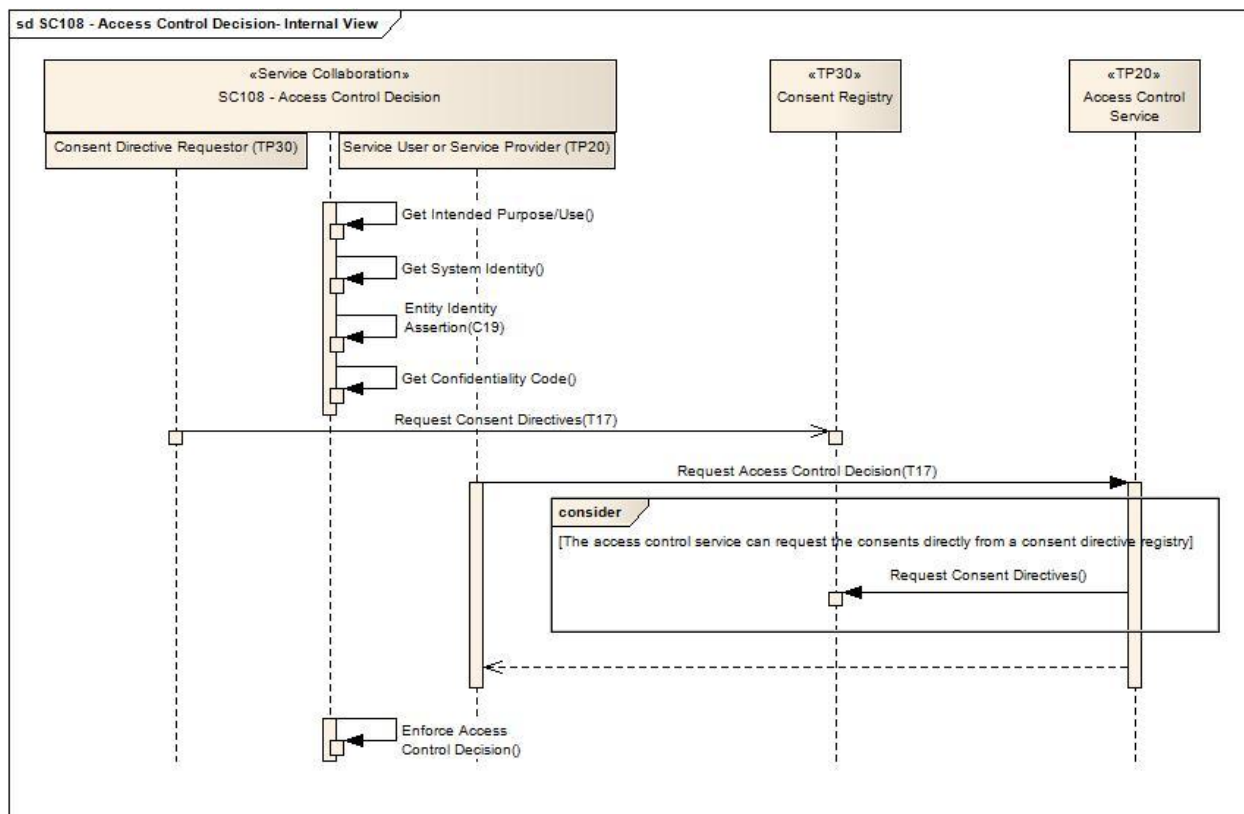 sd SC108 - Access Control Decision- Internal View
«Service Collaboration»
SC108 - Access Control Decision
«TP30»
Consent Registry
«TP20»
Access Control
Service
Consent Directive Requestor (TP30)
Service User or Service Provider (TP20)
Get Intended Purpose/Use()
Get System Identity()
Entity Identity
Assertion(C19)
Get Confidentiality Code()
Request Consent Directives(T17)
Request Access Control Decision(T17)
consider
[The access control service can request the consents directly from a consent directive registry]
Request Consent Directives()
Enforce Access
Control Decision()